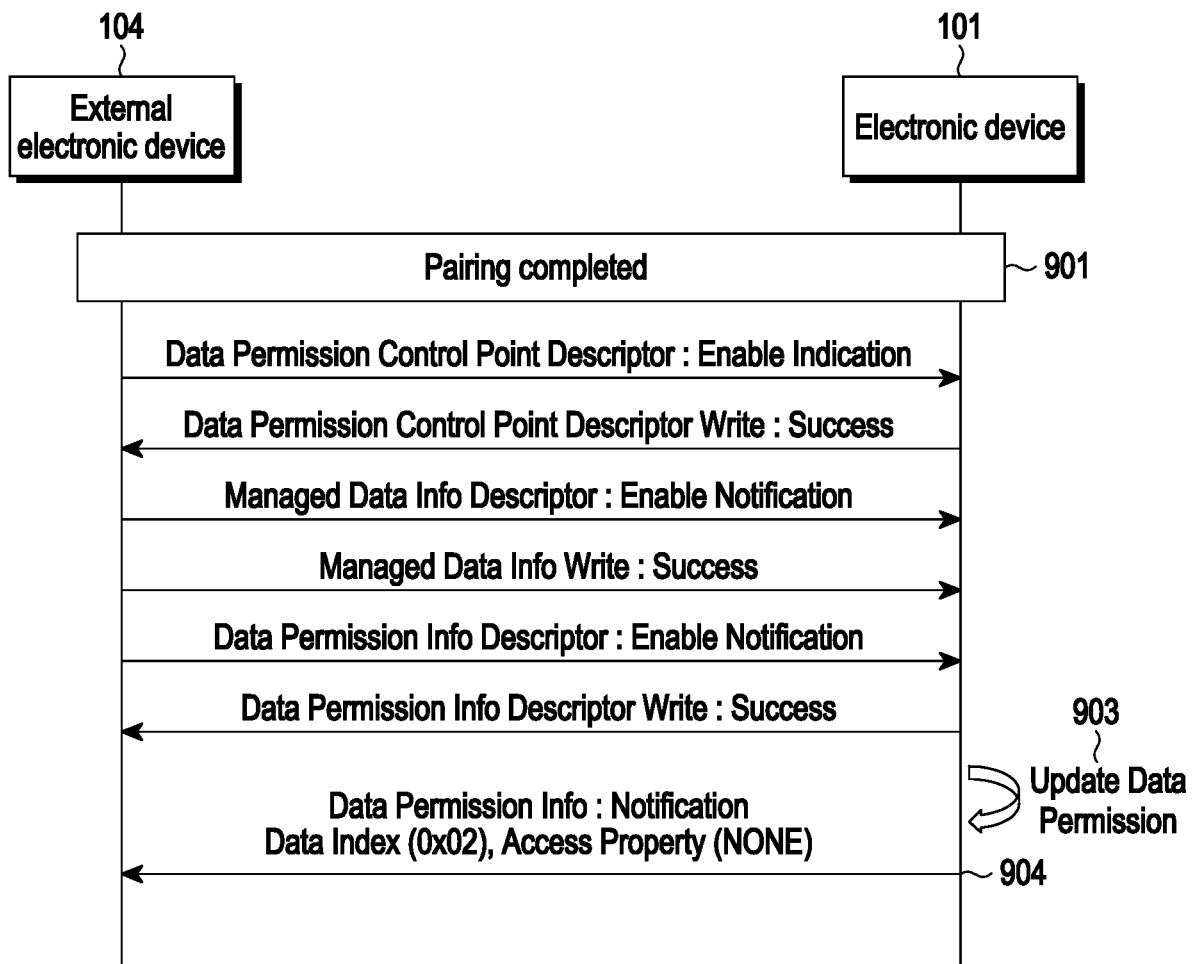 104
101
External
electronic device
Electronic device
Pairing completed
901
Data Permission Control Point Descriptor : Enable Indication
Data Permission Control Point Descriptor Write : Success
Managed Data Info Descriptor : Enable Notification
Managed Data Info Write : Success
Data Permission Info Descriptor : Enable Notification
Data Permission Info Descriptor Write : Success
903
Update Data
Permission
Data Permission Info : Notification
Data Index (0x02), Access Property (NONE)
904